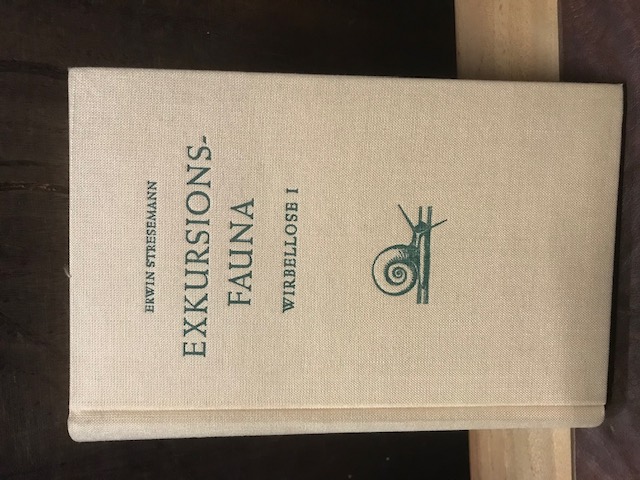 ERWIN STRESEMANN
EXKURSIONS-
FAUNA
WIRBELLOSE I